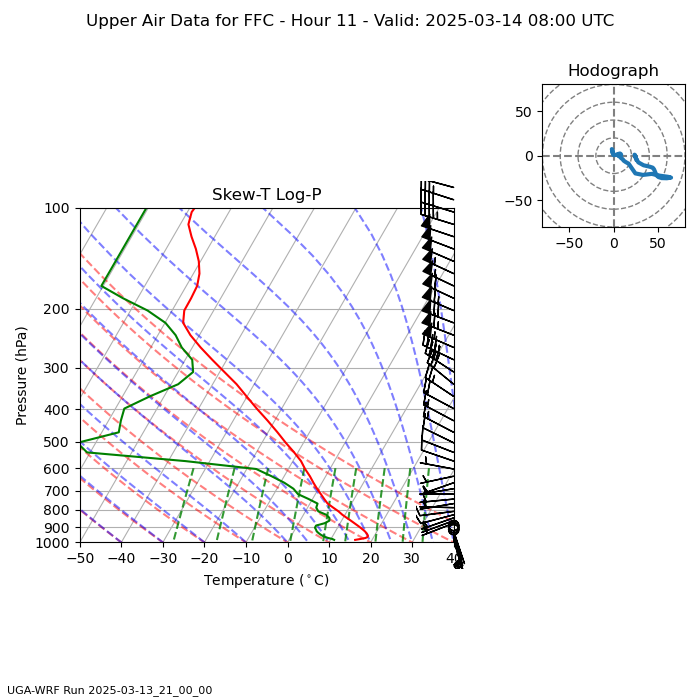 Upper Air Data for FFC - Hour 11 - Valid: 2025-03-14 08:00 UTC
Hodograph
50
0
−50
−50 0 50
Skew-T Log-P
100
200
300
400
500
600
700
800
900
1000
Pressure (hPa)
−50 −40 −30 −20 −10 0 10 20 30 40
Temperature (°C)
UGA-WRF Run 2025-03-13_21_00_00